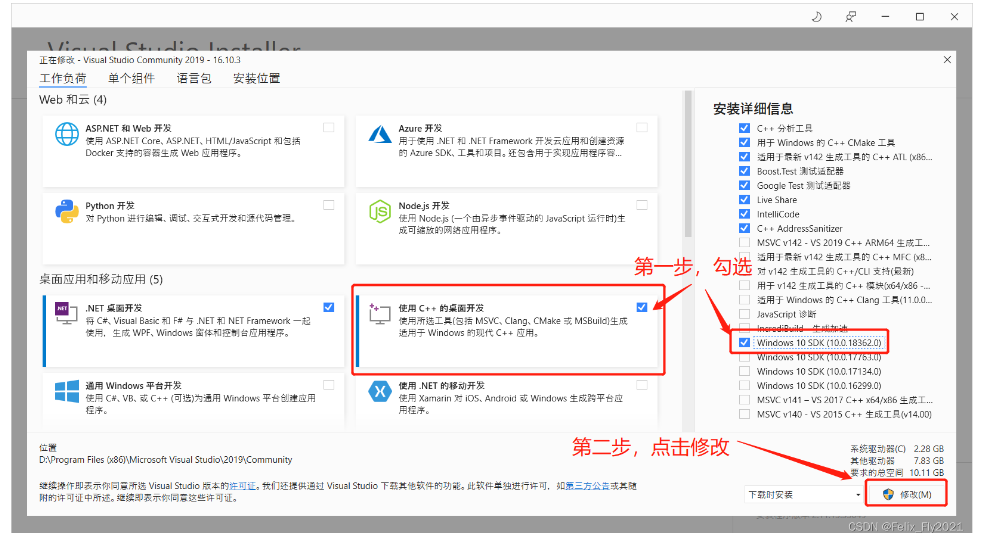 Visual Studio Installer
正在修改 - Visual Studio Community 2019 - 16.10.3
工作负荷 单个组件 语言包 安装位置
Web 和云 (4)
ASP.NET 和 Web 开发
使用 ASP.NET Core、ASP.NET、HTML/JavaScript 和包括
Docker 支持的容器生成 Web 应用程序。
Azure 开发
用于使用 .NET 和 .NET Framework 开发云应用和创建资源
的 Azure SDK、工具和项目。还包含用于实现应用程序容...
Python 开发
对 Python 进行编辑、调试、交互式开发和源代码管理。
Node.js 开发
使用 Node.js (一个由异步事件驱动的 JavaScript 运行时)生
成可缩放的网络应用程序。
桌面应用和移动应用 (5)
.NET 桌面开发
将 C#、Visual Basic 和 F# 与 .NET 和 .NET Framework 一起
使用，生成 WPF、Windows 窗体和控制台应用程序。
使用 C++ 的桌面开发
使用所选工具(包括 MSVC、Clang、CMake 或 MSBuild)生成
适用于 Windows 的现代 C++ 应用。
通用 Windows 平台开发
使用 C#、VB、或 C++ (可选)为通用 Windows 平台创建应用
程序。
使用 .NET 的移动开发
使用 Xamarin 对 iOS、Android 或 Windows 生成跨平台应
用程序。
安装详细信息
C++ 分析工具
用于 Windows 的 C++ CMake 工具
适用于最新 v142 生成工具的 C++ ATL (x86...
Boost.Test 测试适配器
Google Test 测试适配器
Live Share
IntelliCode
C++ AddressSanitizer
MSVC v142 - VS 2019 C++ ARM64 生成工...
适用于最新 v142 生成工具的 C++ MFC (x8...
对 v142 生成工具的 C++/CLI 支持(最新)
用于 v142 生成工具的 C++ 模块(x64/x86 -...
适用于 Windows 的 C++ Clang 工具(11.0.0...
JavaScript 诊断
IncrediBuild - 生成加速
Windows 10 SDK (10.0.18362.0)
Windows 10 SDK (10.0.17763.0)
Windows 10 SDK (10.0.17134.0)
Windows 10 SDK (10.0.16299.0)
MSVC v141 – VS 2017 C++ x64/x86 生成工...
MSVC v140 - VS 2015 C++ 生成工具(v14.00)
第一步，勾选
第二步，点击修改
位置
D:\Program Files (x86)\Microsoft Visual Studio\2019\Community
系统驱动器(C) 2.28 GB
其他驱动器 7.83 GB
要求的总空间 10.11 GB
继续操作即表示你同意所选 Visual Studio 版本的许可证。我们还提供通过 Visual Studio 下载其他软件的功能。此软件单独进行许可，如第三方公告或其随
附的许可证中所述。继续即表示你同意这些许可证。
下载时安装
修改(M)
CSDN @Felix_Fly2021